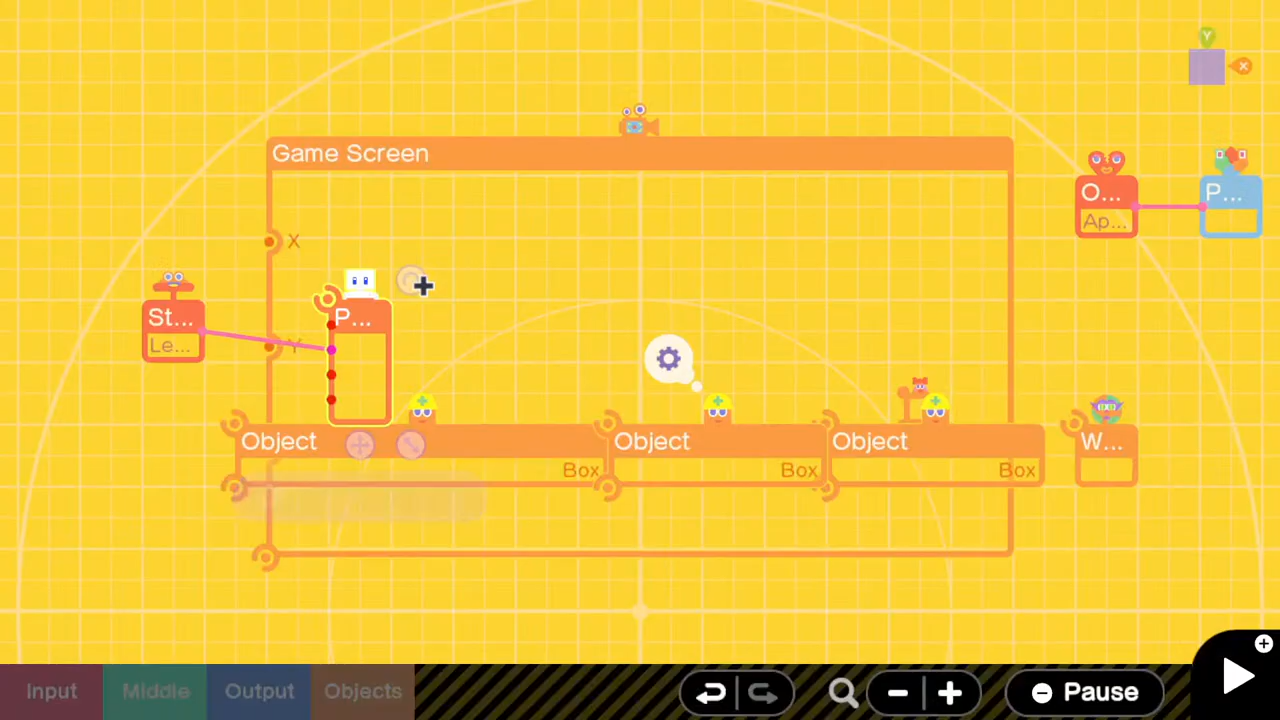 Y
X
Game Screen
O...
P...
Ap...
X
St...
P...
Le...
Y
Object
Object
Object
W...
Box
Box
Box
Input
Middle
Output
Objects
Pause